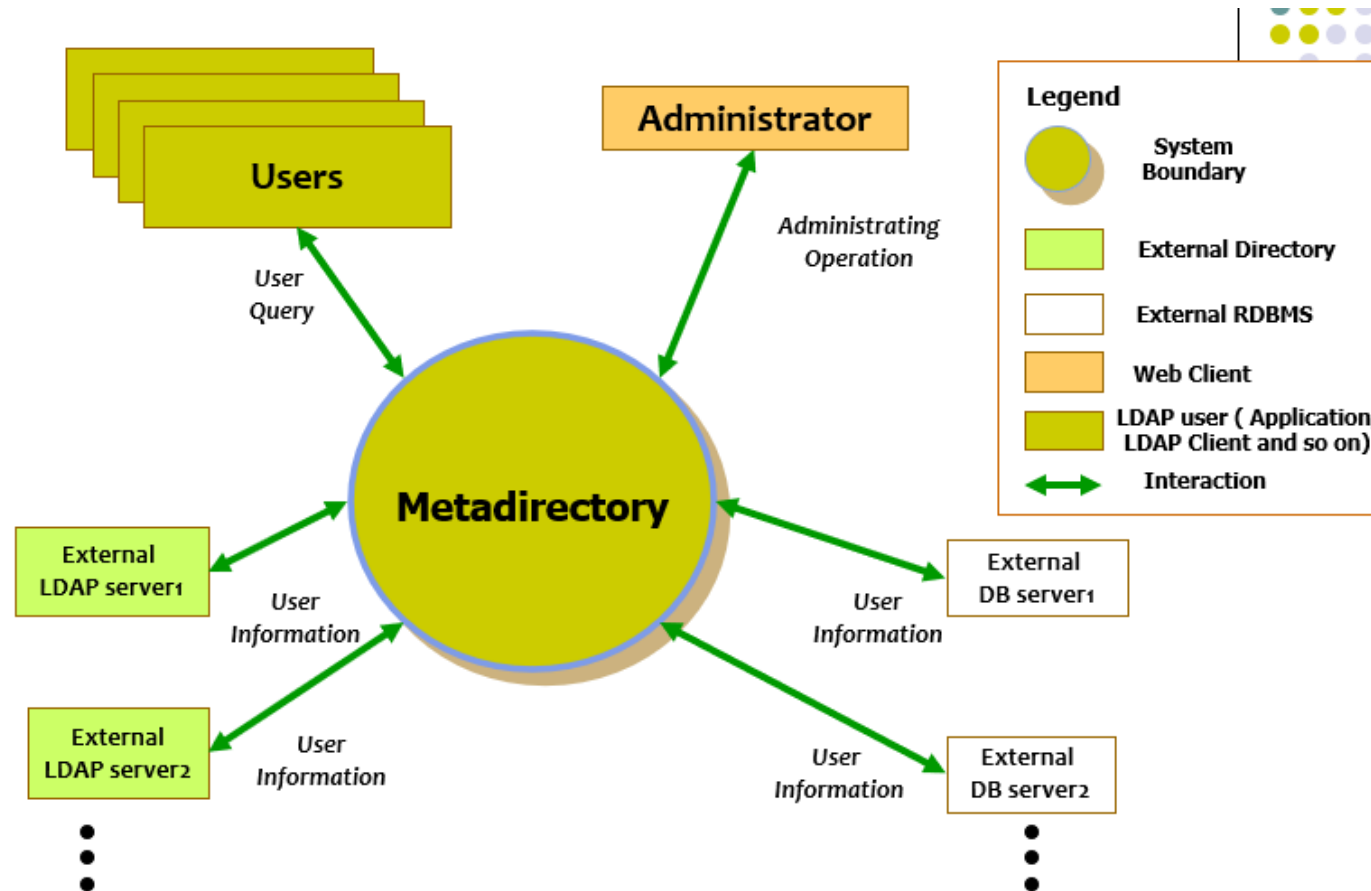 Users
Administrator
User
Query
Administrating
Operation
Metadirectory
External
LDAP server1
User
Information
External
LDAP server2
User
Information
External
DB server1
User
Information
External
DB server2
User
Information
Legend
System
Boundary
External Directory
External RDBMS
Web Client
LDAP user ( Application
LDAP Client and so on)
Interaction